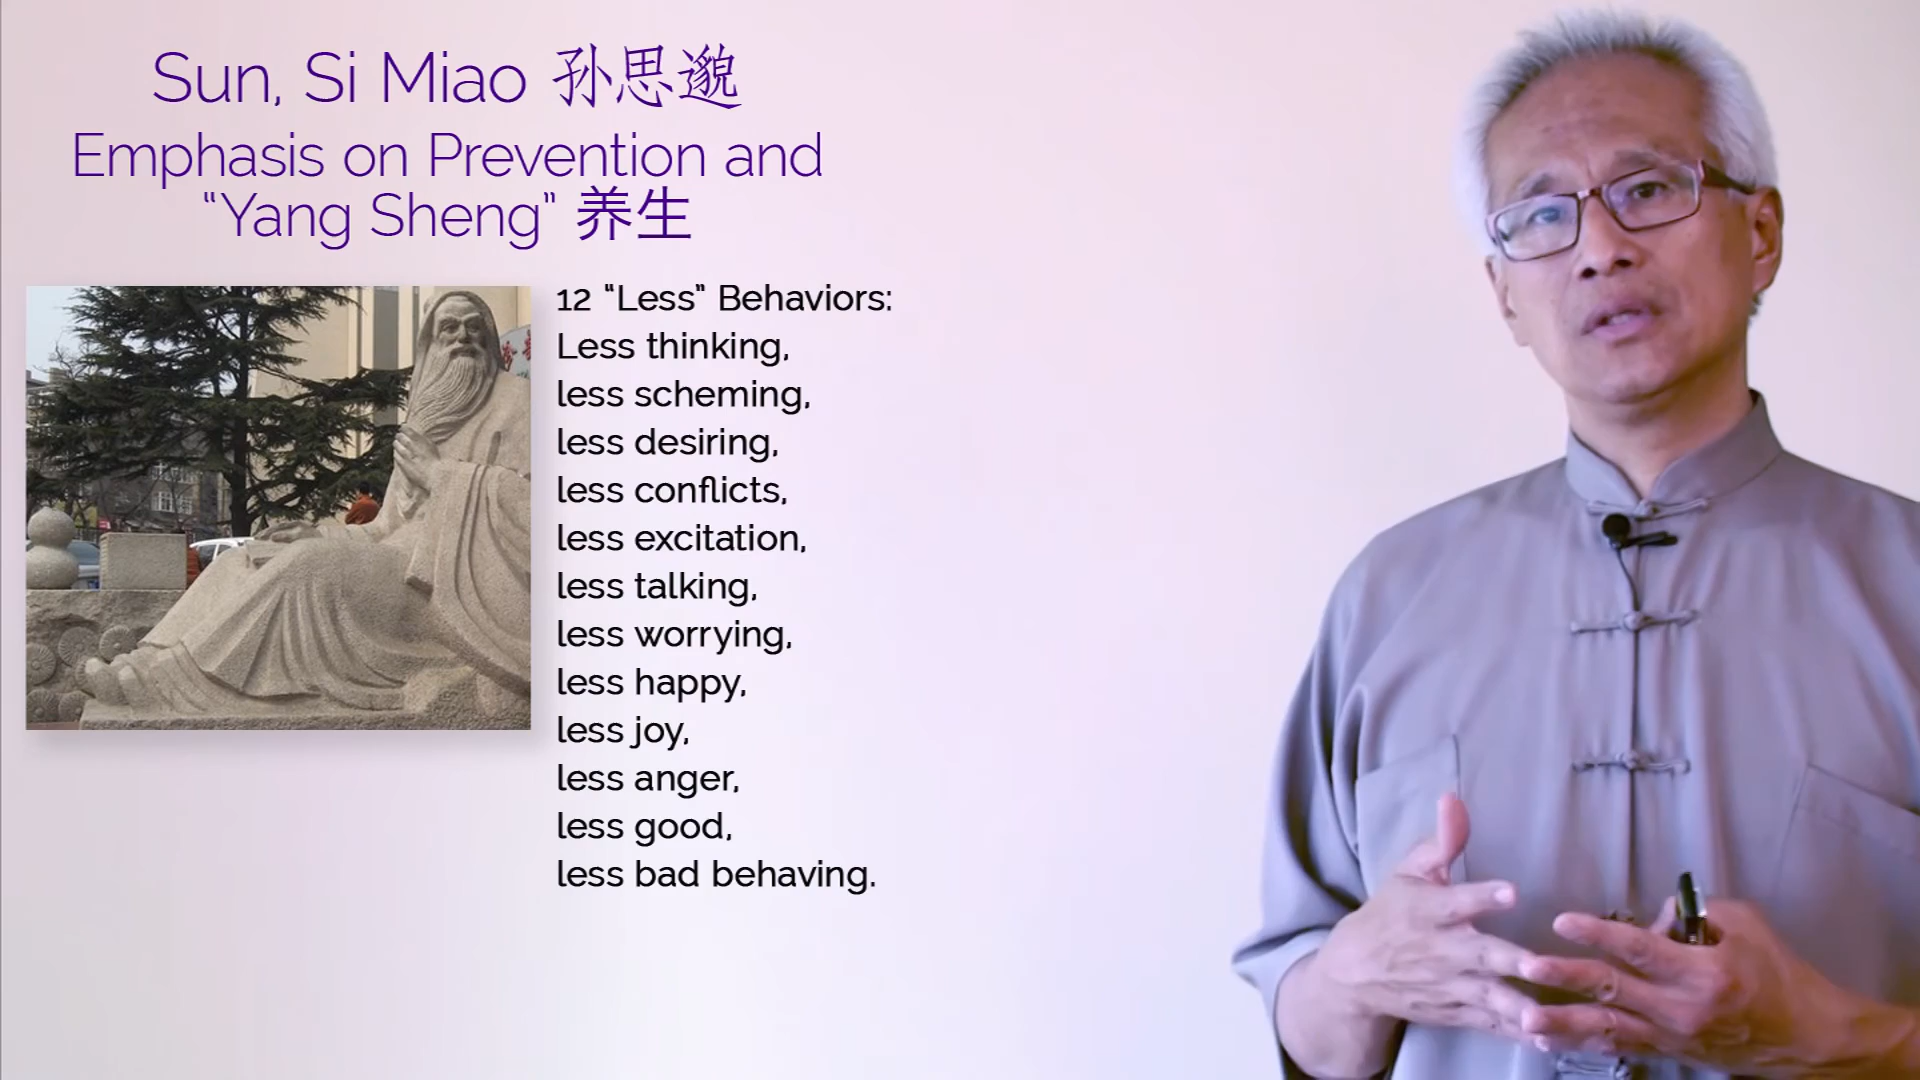 Sun, Si Miao 孙思邈
Emphasis on Prevention and
“Yang Sheng” 养生
12 “Less” Behaviors:
Less thinking,
less scheming,
less desiring,
less conflicts,
less excitation,
less talking,
less worrying,
less happy,
less joy,
less anger,
less good,
less bad behaving.